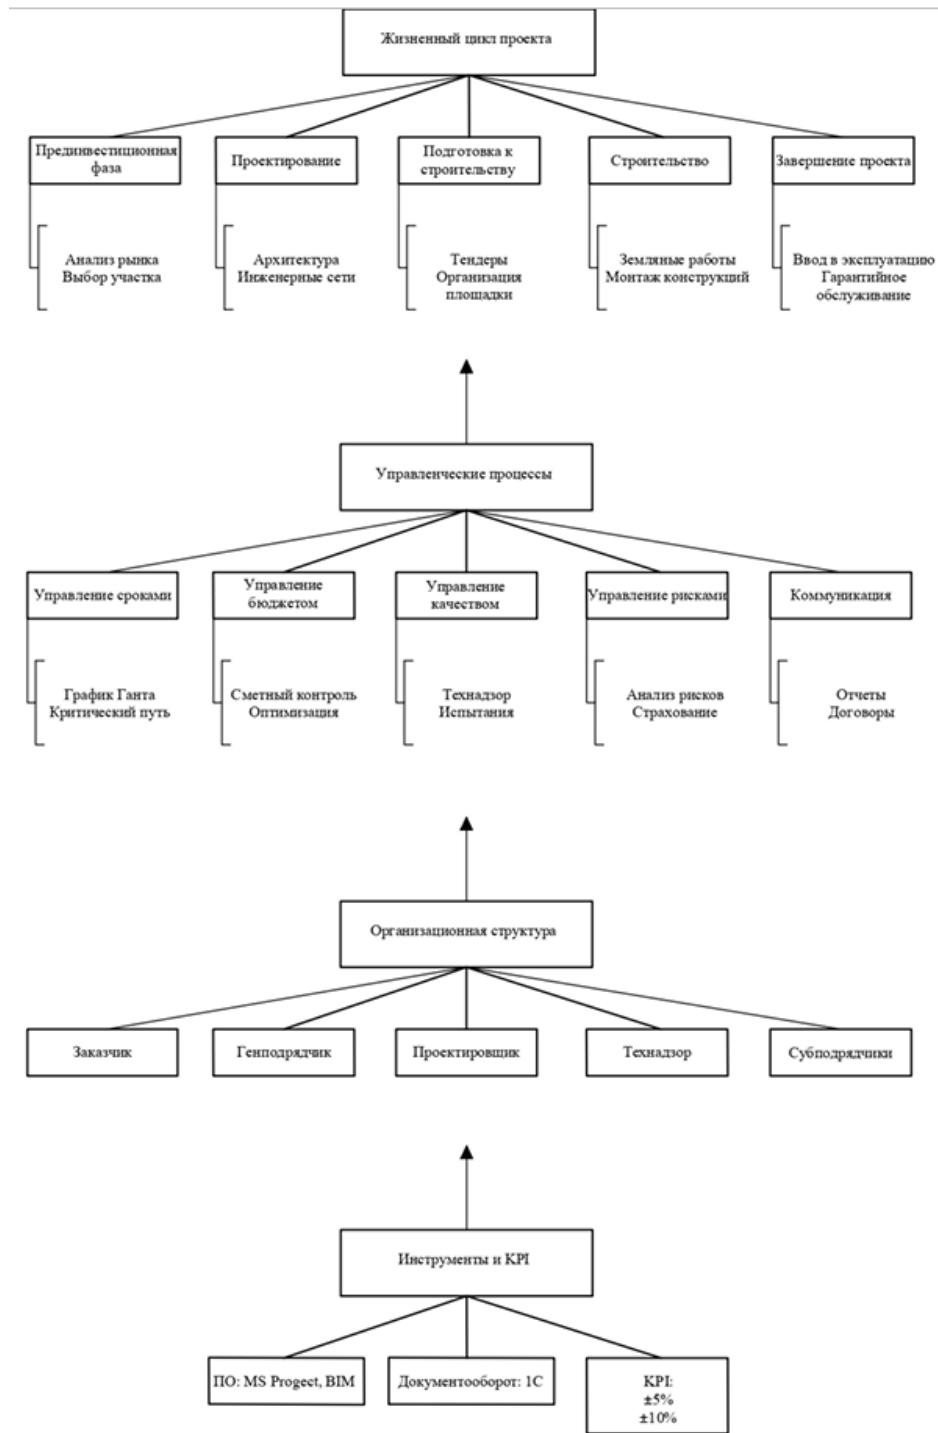 Жизненный цикл проекта
Прединвестиционная
фаза
Проектирование
Подготовка к
строительству
Строительство
Завершение проекта
Анализ рынка
Выбор участка
Архитектура
Инженерные сети
Тендеры
Организация
площадки
Земляные работы
Монтаж конструкций
Ввод в эксплуатацию
Гарантийное
обслуживание
Управленческие процессы
Управление сроками
Управление
бюджетом
Управление
качеством
Управление рисками
Коммуникация
График Ганта
Критический путь
Сметный контроль
Оптимизация
Технадзор
Испытания
Анализ рисков
Страхование
Отчеты
Договоры
Организационная структура
Заказчик
Генподрядчик
Проектировщик
Технадзор
Субподрядчики
Инструменты и KPI
ПО: MS Progect, BIM
Документооборот: 1С
KPI:
±5%
±10%